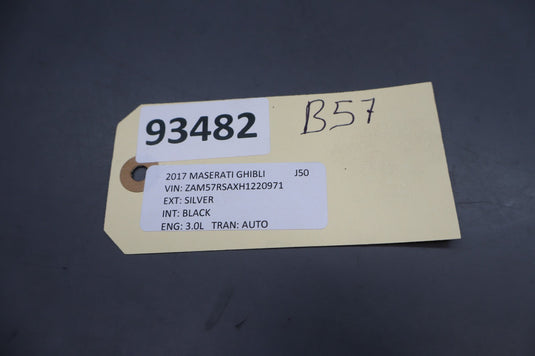 93482
B57
2017 MASERATI GHIBLI J50
VIN: ZAM57RSAXH1220971
EXT: SILVER
INT: BLACK
ENG: 3.0L TRAN: AUTO